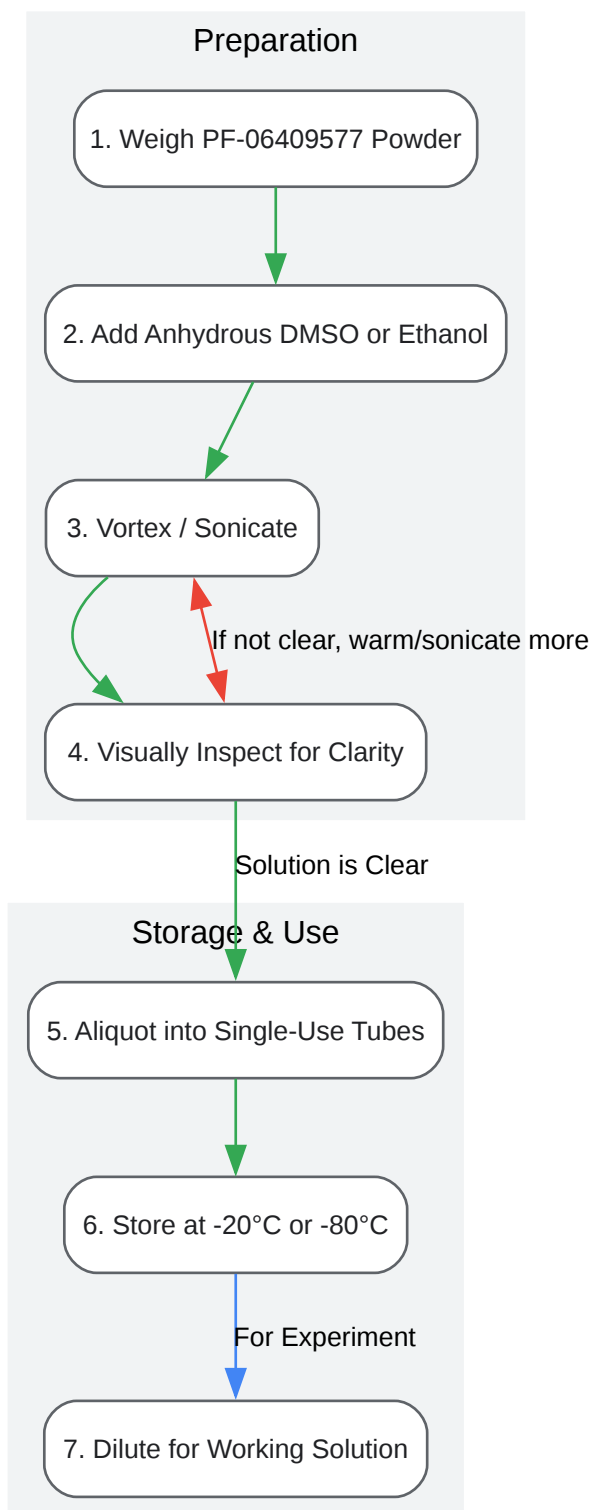 Preparation
1. Weigh PF-06409577 Powder
2. Add Anhydrous DMSO or Ethanol
3. Vortex / Sonicate
If not clear, warm/sonicate more
4. Visually Inspect for Clarity
Solution is Clear
Storage & Use
5. Aliquot into Single-Use Tubes
6. Store at -20°C or -80°C
For Experiment
7. Dilute for Working Solution